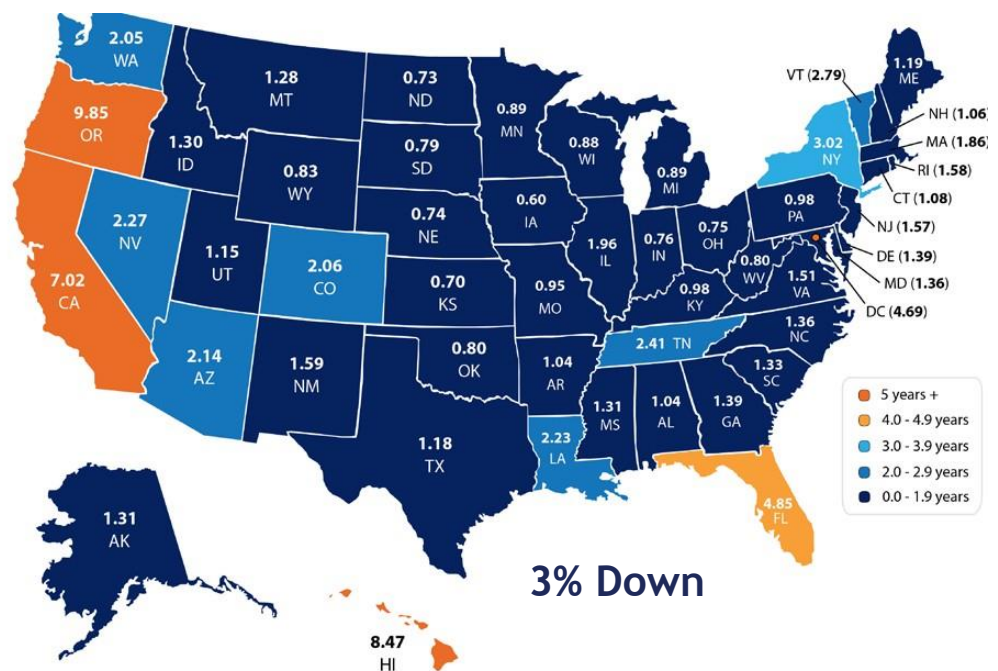 2.05
WA
9.85
OR
7.02
CA
2.27
NV
1.30
ID
1.28
MT
0.83
WY
1.15
UT
2.06
CO
2.14
AZ
1.59
NM
0.73
ND
0.79
SD
0.74
NE
0.70
KS
0.80
OK
1.18
TX
0.89
MN
0.60
IA
0.95
MO
1.04
AR
2.23
LA
0.88
WI
1.96
IL
0.89
MI
0.76
IN
0.75
OH
0.98
KY
2.41 TN
1.31
MS
1.04
AL
1.39
GA
4.85
FL
1.33
SC
1.36
NC
1.51
VA
0.80
WV
0.98
PA
3.02
NY
1.19
ME
VT (2.79)
NH (1.06)
MA (1.86)
RI (1.58)
CT (1.08)
NJ (1.57)
DE (1.39)
MD (1.36)
DC (4.69)
5 years +
4.0 - 4.9 years
3.0 - 3.9 years
2.0 - 2.9 years
0.0 - 1.9 years
1.31
AK
8.47
HI
3% Down